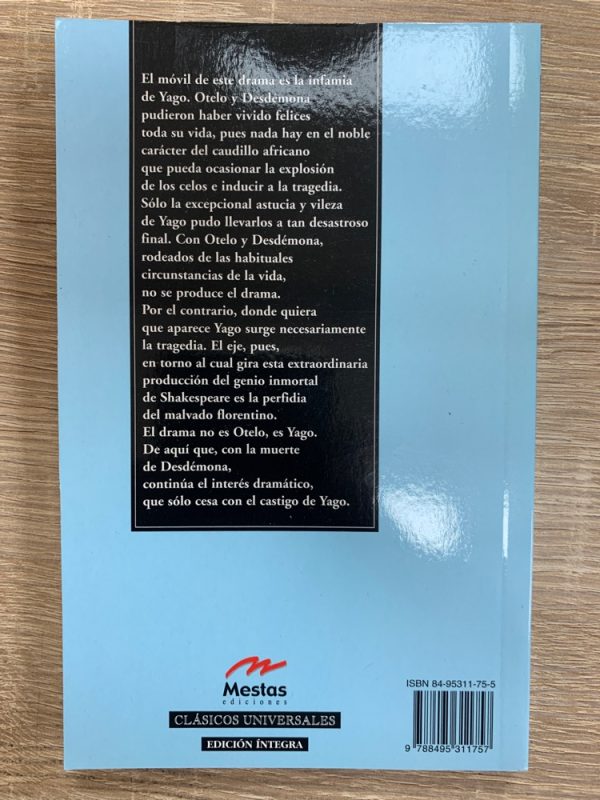 El móvil de este drama es la infamia
de Yago. Otelo y Desdémona
pudieron haber vivido felices
toda su vida, pues nada hay en el noble
carácter del caudillo africano
que pueda ocasionar la explosión
de los celos e inducir a la tragedia.
Sólo la excepcional astucia y vileza
de Yago pudo llevarlos a tan desastroso
final. Con Otelo y Desdémona,
rodeados de las habituales
circunstancias de la vida,
no se produce el drama.
Por el contrario, donde quiera
que aparece Yago surge necesariamente
la tragedia. El eje, pues,
en torno al cual gira esta extraordinaria
producción del genio inmortal
de Shakespeare es la perfidia
del malvado florentino.
El drama no es Otelo, es Yago.
De aquí que, con la muerte
de Desdémona,
continúa el interés dramático,
que sólo cesa con el castigo de Yago.
Mestas
ediciones
CLÁSICOS UNIVERSALES
EDICIÓN ÍNTEGRA
ISBN 84-95311-75-5
9 788495 311757